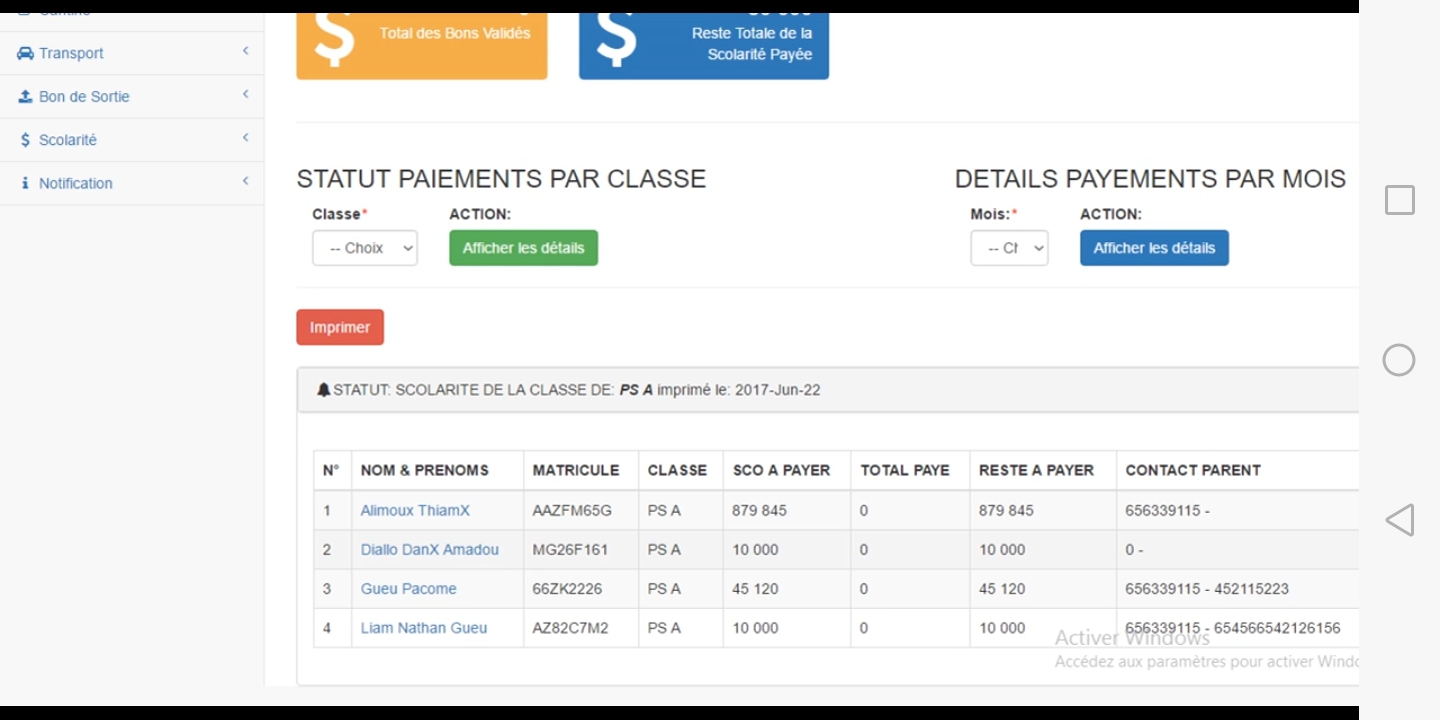 Transport
Bon de Sortie
Scolarité
Notification
Total des Bons Validés
Reste Totale de la
Scolarité Payée
STATUT PAIEMENTS PAR CLASSE
Classe*
ACTION:
-- Choix
Afficher les détails
DETAILS PAYEMENTS PAR MOIS
Mois:*
ACTION:
Afficher les détails
Imprimer
STATUT: SCOLARITE DE LA CLASSE DE: PS A imprimé le: 2017-Jun-22
N° NOM & PRENOMS MATRICULE CLASSE SCO A PAYER TOTAL PAYE RESTE A PAYER CONTACT PARENT
1 Alimoux ThiamX AAZFM65G PS A 879 845 0 879 845 656339115 -
2 Diallo DanX Amadou MG26F161 PS A 10 000 0 10 000 0 -
3 Gueu Pacome 66ZK2226 PS A 45 120 0 45 120 656339115 - 452115223
4 Liam Nathan Gueu AZ82C7M2 PS A 10 000 0 10 000 656339115 - 654566542126156
Activer Windows
Accédez aux paramètres pour activer Windo